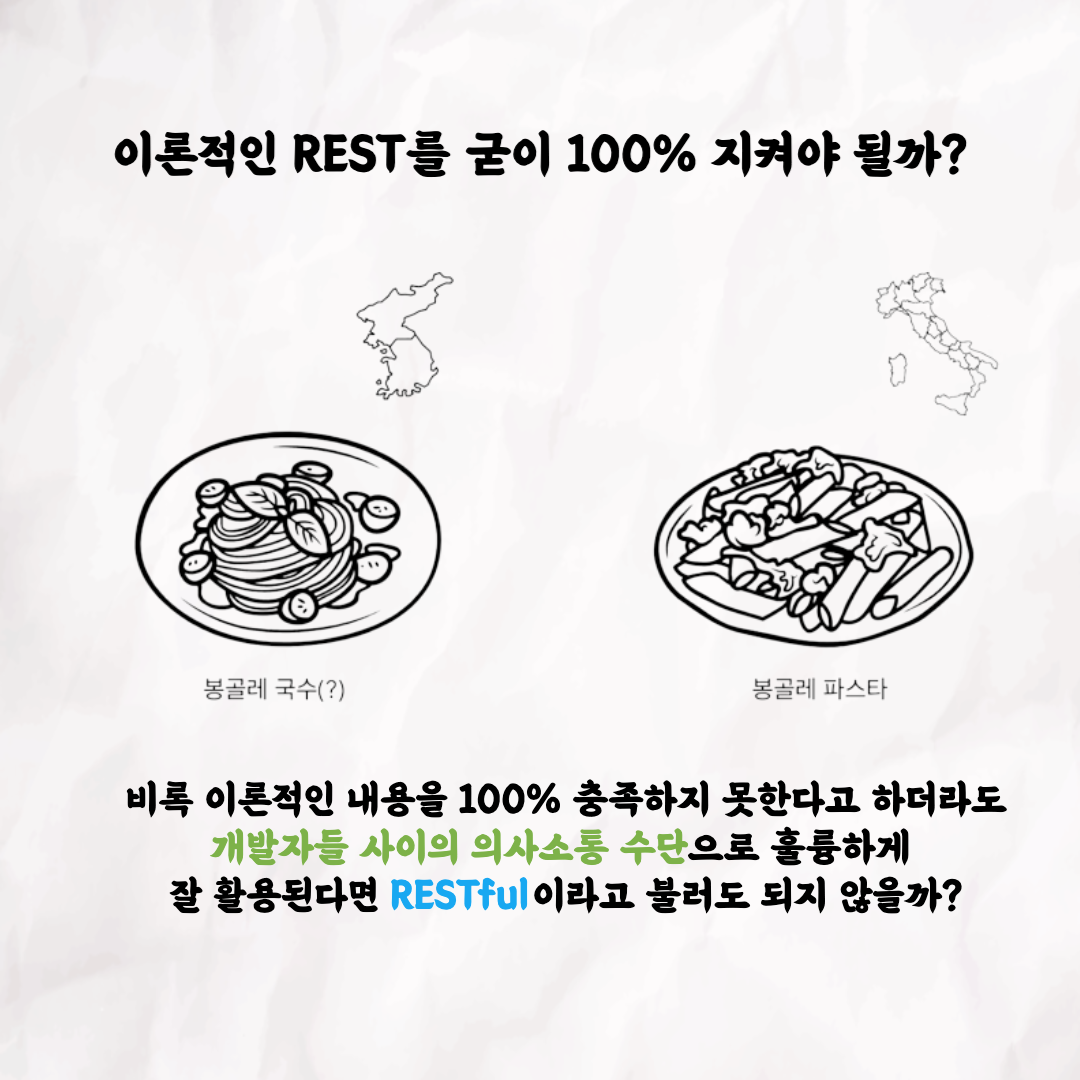 이론적인 REST를 굳이 100% 지켜야 될까?
봉골레 국수(?)
봉골레 파스타
비록 이론적인 내용을 100% 충족하지 못한다고 하더라도
개발자들 사이의 의사소통 수단으로 훌륭하게
잘 활용된다면 RESTful이라고 불러도 되지 않을까?